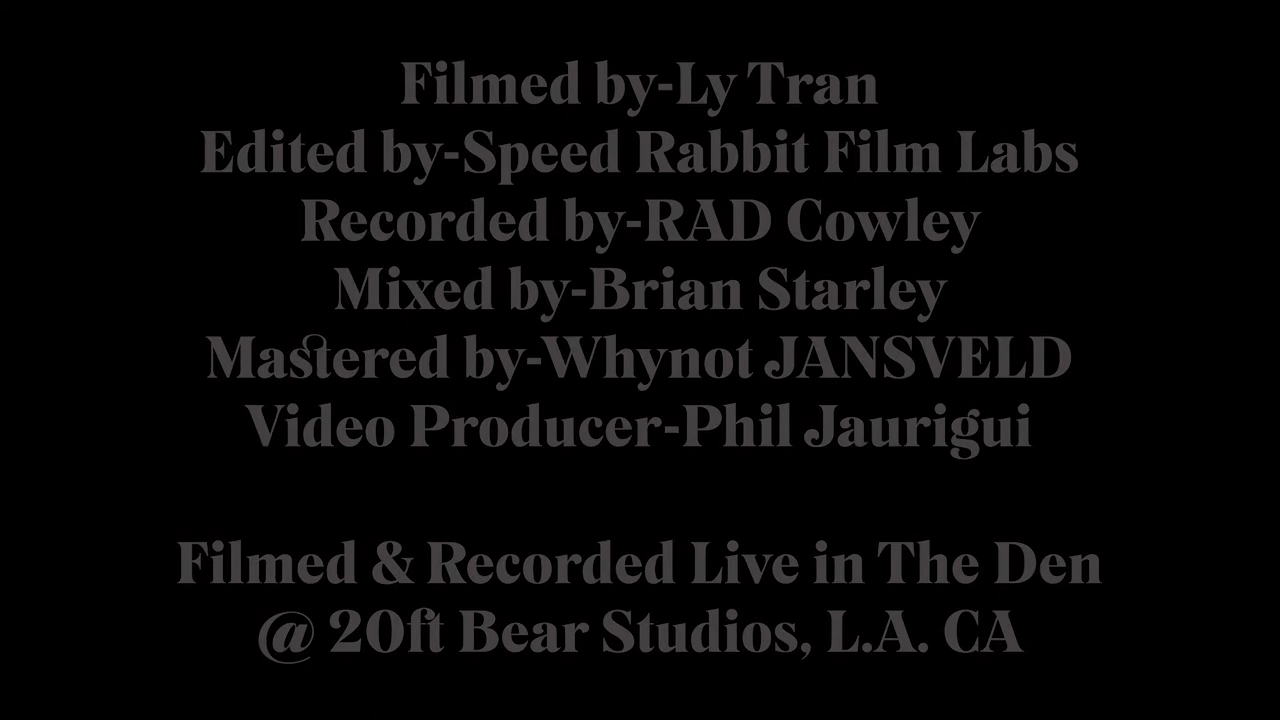 Filmed by-Ly Tran
Edited by-Speed Rabbit Film Labs
Recorded by-RAD Cowley
Mixed by-Brian Starley
Mastered by-Whynot JANSVELD
Video Producer-Phil Jaurigui
Filmed & Recorded Live in The Den
@ 20ft Bear Studios, L.A. CA